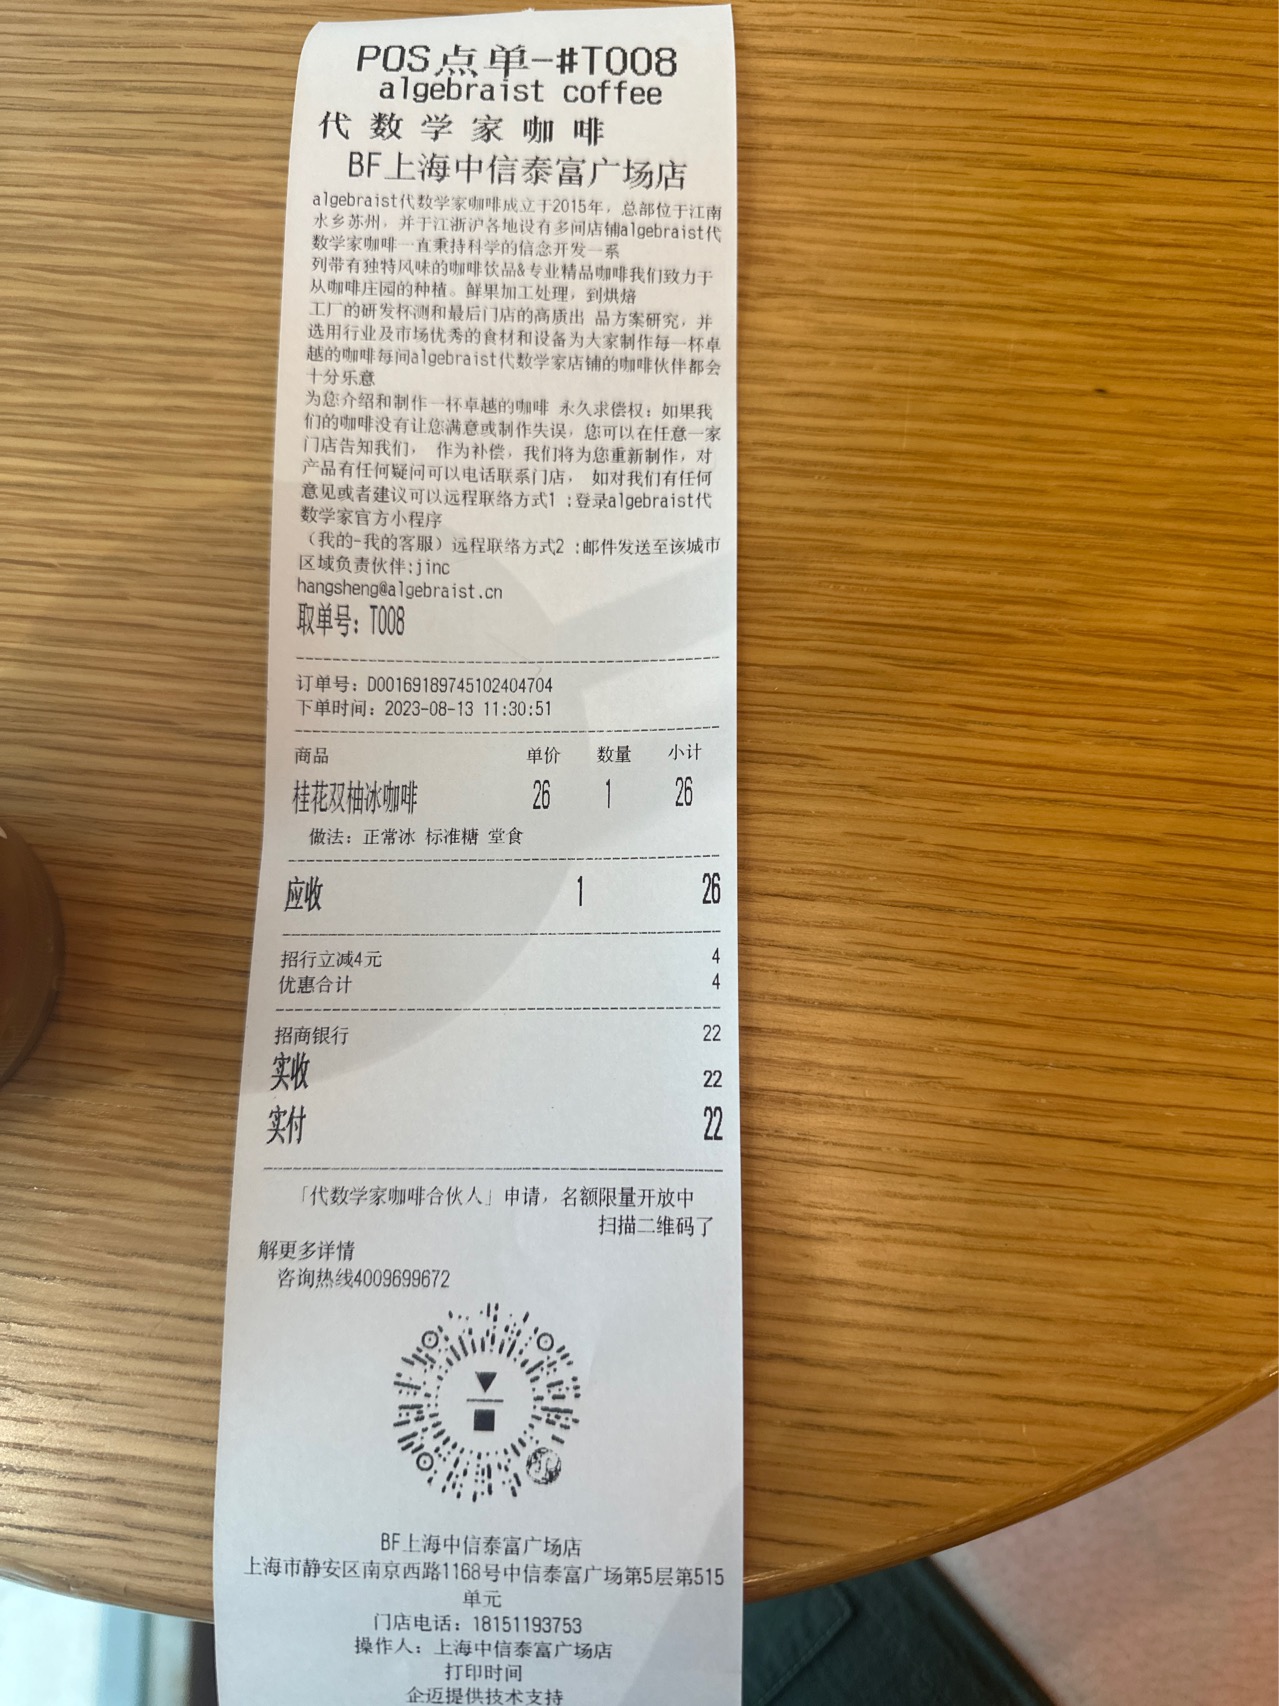 POS点单-#T008
algebraist coffee
代数学家咖啡
BF上海中信泰富广场店
algebraist代数学家咖啡成立于2015年，总部位于江南
水乡苏州，并于江浙沪各地设有多间店铺algebraist代
数学家咖啡一直秉持科学的信念开发一系
列带有独特风味的咖啡饮品&专业精品咖啡我们致力于
从咖啡庄园的种植。鲜果加工处理，到烘焙
工厂的研发杯测和最后门店的高质出 品方案研究，并
选用行业及市场优秀的食材和设备为大家制作每一杯卓
越的咖啡每间algebraist代数学家店铺的咖啡伙伴都会
十分乐意
为您介绍和制作一杯卓越的咖啡 永久求偿权：如果我
们的咖啡没有让您满意或制作失误，您可以在任意一家
门店告知我们， 作为补偿，我们将为您重新制作，对
产品有任何疑问可以电话联系门店， 如对我们有任何
意见或者建议可以远程联络方式1 :登录algebraist代
数学家官方小程序
（我的-我的客服）远程联络方式2 :邮件发送至该城市
区域负责伙伴:jinc
hangsheng@algebraist.cn
取单号：T008
订单号：D00169189745102404704
下单时间：2023-08-13 11:30:51
商品 单价 数量 小计
桂花双柚冰咖啡 26 1 26
做法：正常冰 标准糖 堂食
应收 1 26
招行立减4元 4
优惠合计 4
招商银行 22
实收 22
实付 22
「代数学家咖啡合伙人」申请，名额限量开放中
扫描二维码了
解更多详情
咨询热线4009699672
BF上海中信泰富广场店
上海市静安区南京西路1168号中信泰富广场第5层第515
单元
门店电话：18151193753
操作人：上海中信泰富广场店
打印时间
企迈提供技术支持